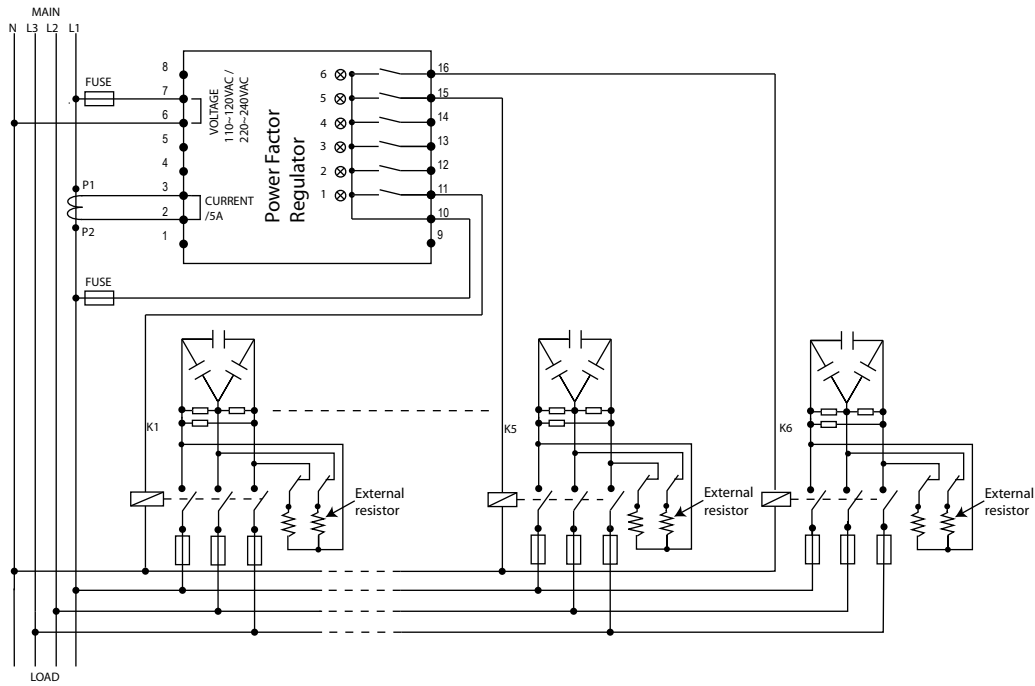 MAIN
N L3 L2 L1
FUSE
8
7
6
5
4
3
2
1
VOLTAGE
110~120VAC /
220~240VAC
CURRENT
/5A
Power Factor
Regulator
6
5
4
3
2
1
16
15
14
13
12
11
10
9
P1
P2
FUSE
K1
K5
K6
External
resistor
External
resistor
External
resistor
LOAD